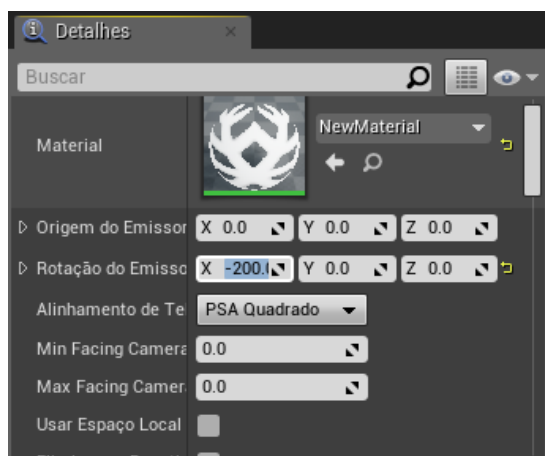 Detalhes
Buscar
Material
NewMaterial
Origem do Emissor X 0.0 Y 0.0 Z 0.0
Rotação do Emisso X -200.0 Y 0.0 Z 0.0
Alinhamento de Te PSA Quadrado
Min Facing Camera 0.0
Max Facing Camer 0.0
Usar Espaço Local